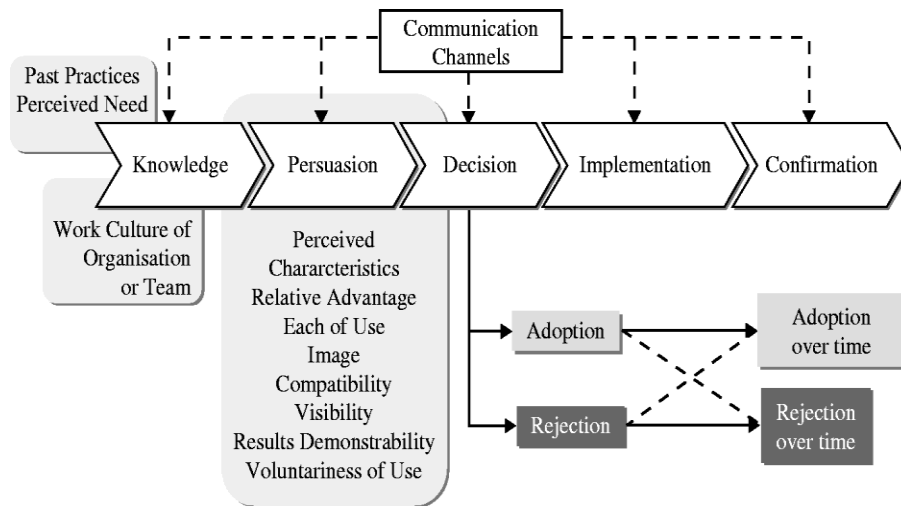 Communication
Channels
Past Practices
Perceived Need
Knowledge
Persuasion
Decision
Implementation
Confirmation
Work Culture of
Organisation
or Team
Perceived
Chararcteristics
Relative Advantage
Each of Use
Image
Compatibility
Visibility
Results Demonstrability
Voluntariness of Use
Adoption
Adoption
over time
Rejection
Rejection
over time